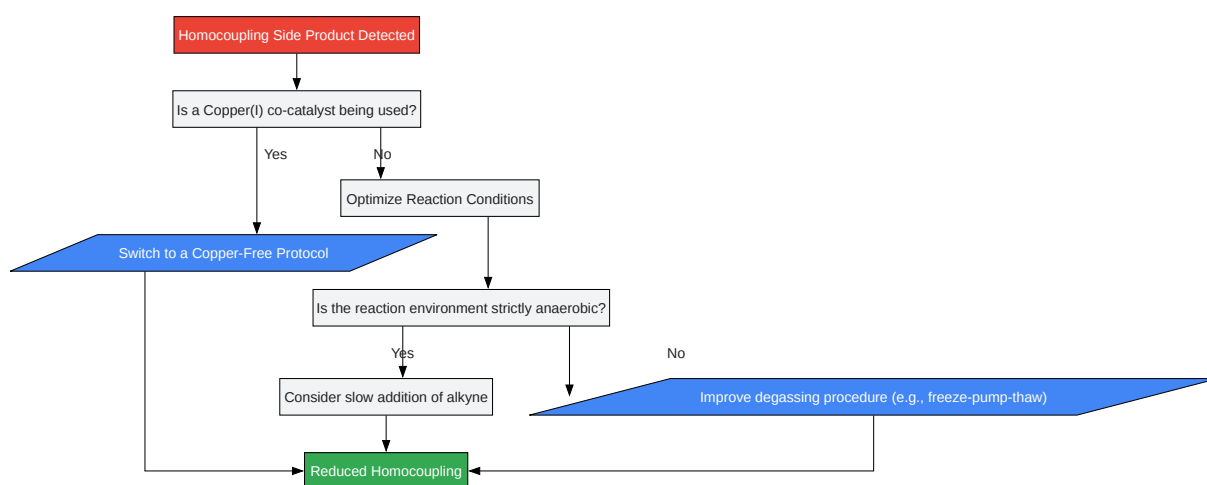 Homocoupling Side Product Detected
Is a Copper(I) co-catalyst being used?
Yes
No
Optimize Reaction Conditions
Switch to a Copper-Free Protocol
Is the reaction environment strictly anaerobic?
Yes
No
Consider slow addition of alkyne
Improve degassing procedure (e.g., freeze-pump-thaw)
Reduced Homocoupling